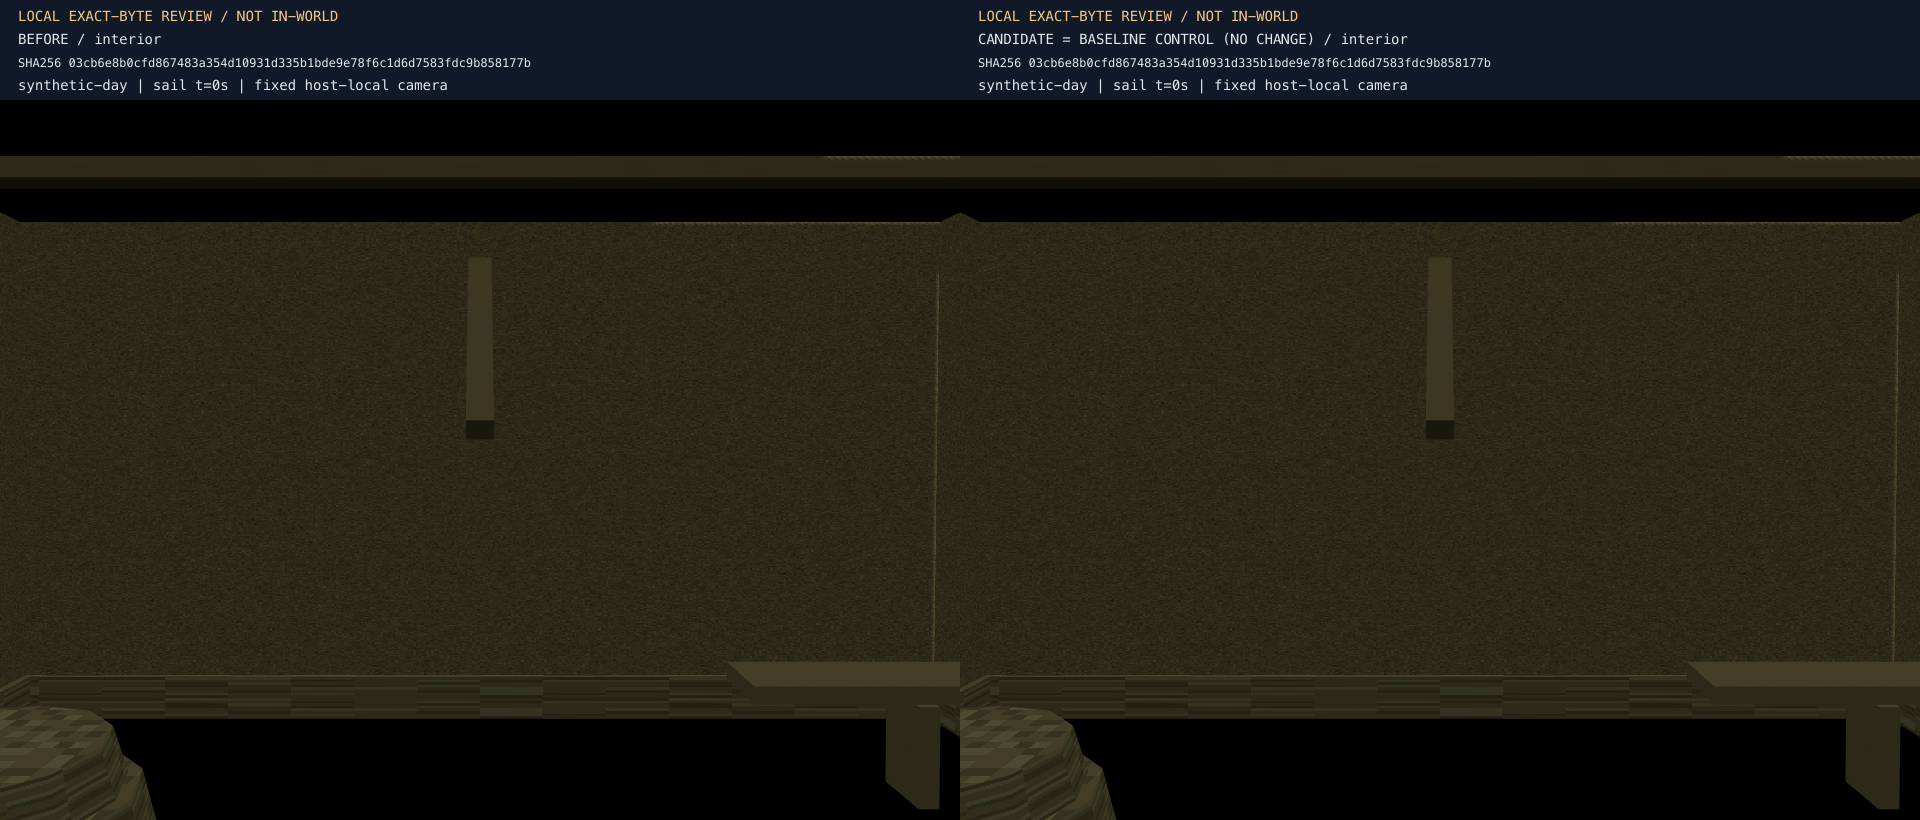 LOCAL EXACT-BYTE REVIEW / NOT IN-WORLD
BEFORE / interior
SHA256 03cb6e8b0cfd867483a354d10931d335b1bde9e78f6c1d6d7583fdc9b858177b
synthetic-day | sail t=0s | fixed host-local camera
LOCAL EXACT-BYTE REVIEW / NOT IN-WORLD
CANDIDATE = BASELINE CONTROL (NO CHANGE) / interior
SHA256 03cb6e8b0cfd867483a354d10931d335b1bde9e78f6c1d6d7583fdc9b858177b
synthetic-day | sail t=0s | fixed host-local camera